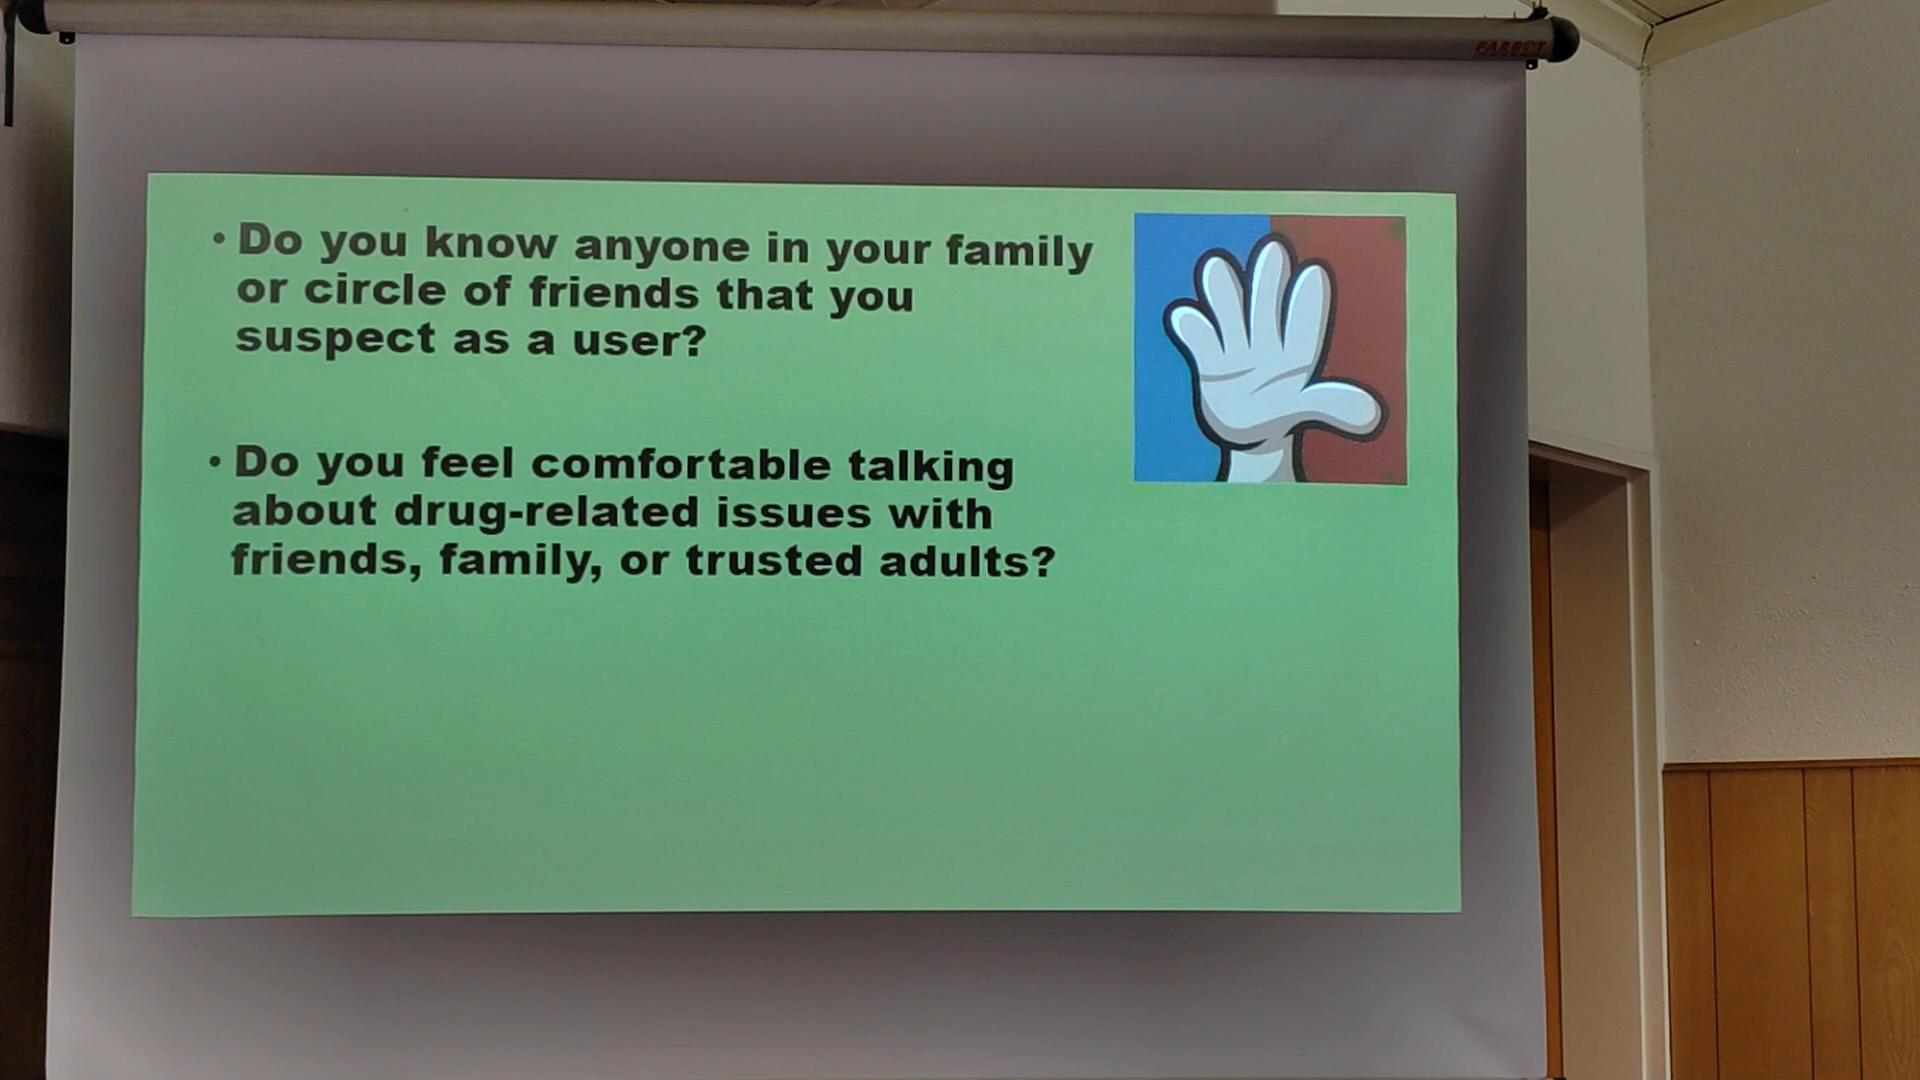 PARROT
• Do you know anyone in your family
or circle of friends that you
suspect as a user?
• Do you feel comfortable talking
about drug-related issues with
friends, family, or trusted adults?